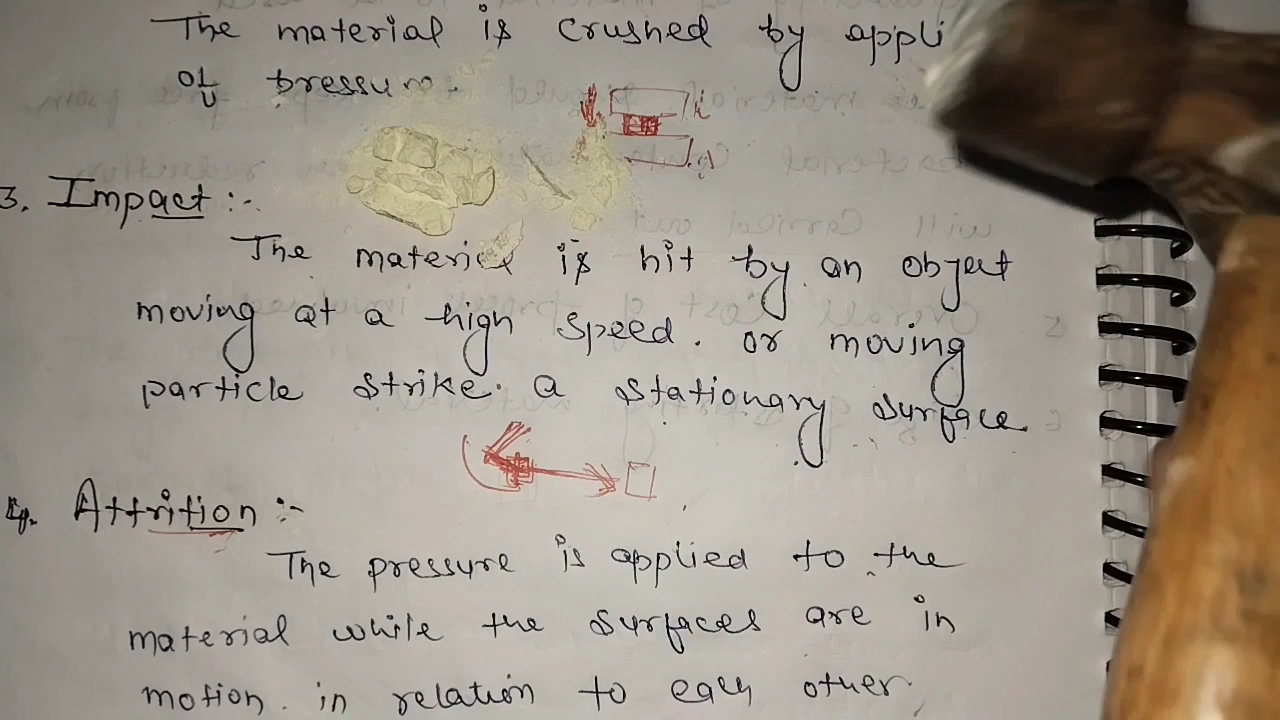 The material is crushed by appli
of pressure.
3. Impact :-
The material is hit by an object
moving at a high speed. or moving
particle strike. a stationary surface.
4. Attrition :-
The pressure is applied to the
material while the surfaces are in
motion. in relation to each other.